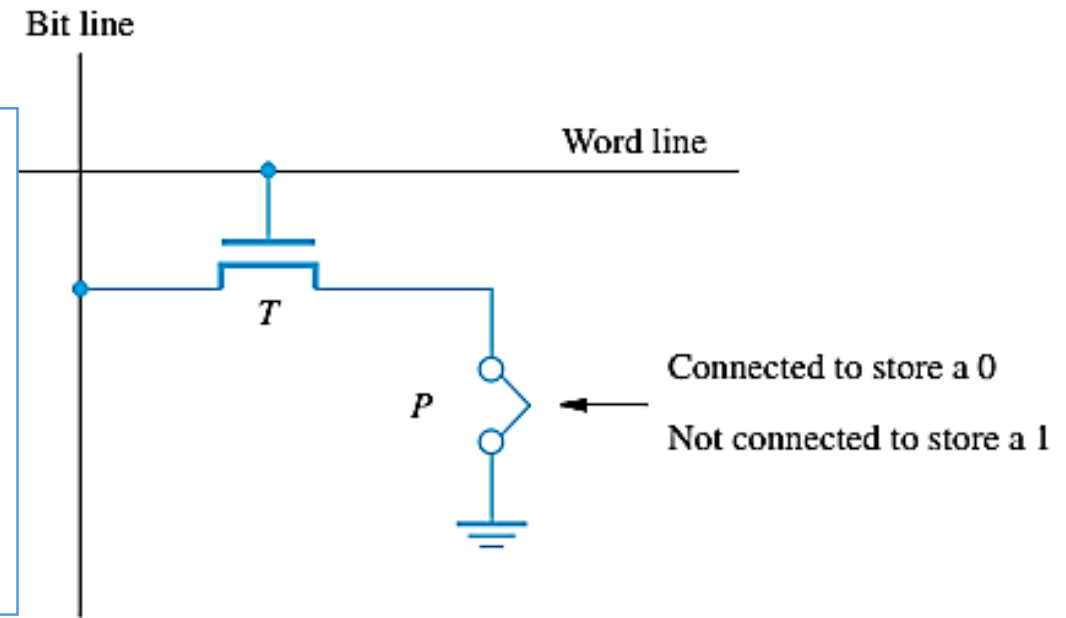 Bit line
Word line
T
P
Connected to store a 0
Not connected to store a 1